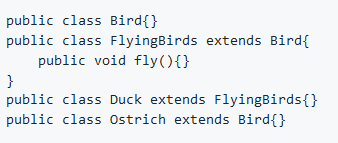 public class Bird{}
public class FlyingBirds extends Bird{
    public void fly(){}
}
public class Duck extends FlyingBirds{}
public class Ostrich extends Bird{}